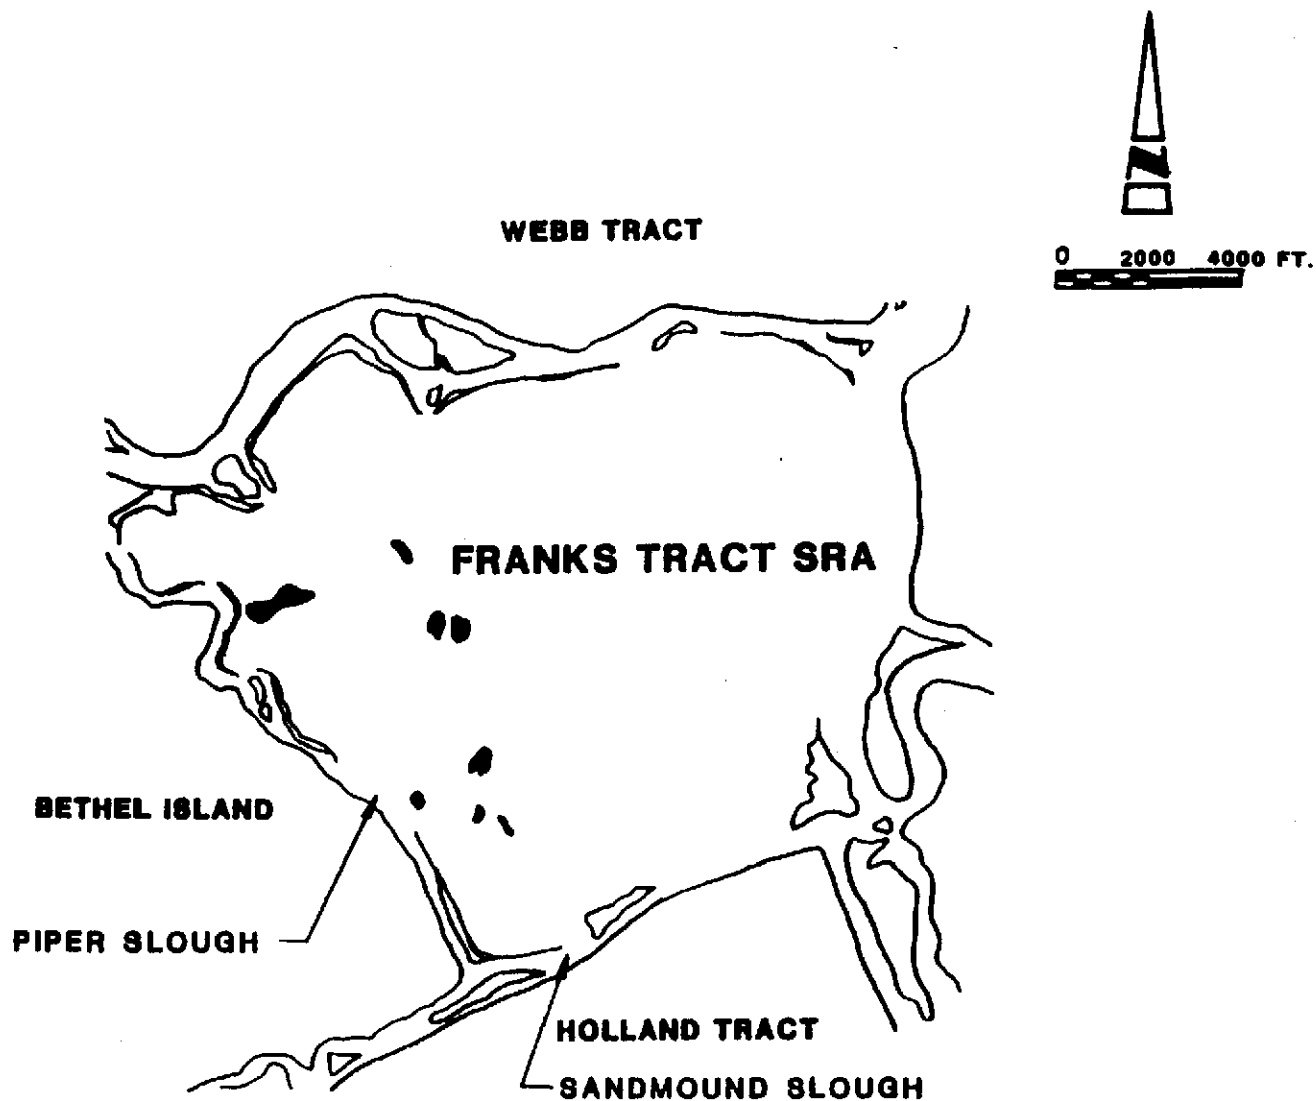 N
WEBB TRACT
0 2000 4000 FT.
FRANKS TRACT SRA
BETHEL ISLAND
PIPER SLOUGH
HOLLAND TRACT
SANDMOUND SLOUGH